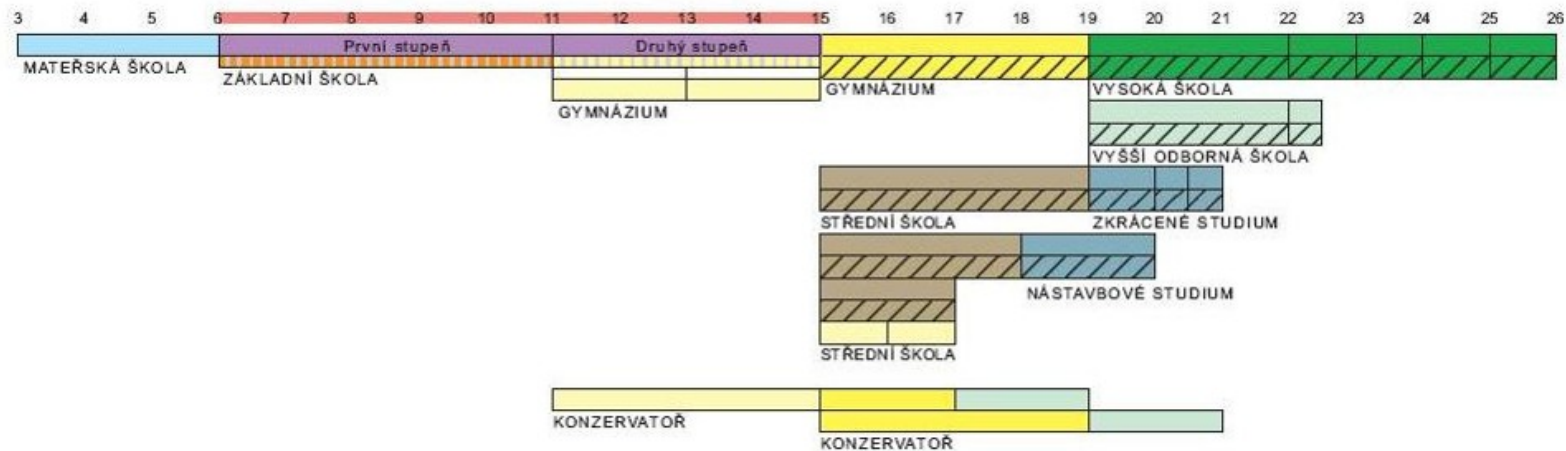 3 4 5 6 7 8 9 10 11 12 13 14 15 16 17 18 19 20 21 22 23 24 25 26
První stupeň Druhý stupeň
MATEŘSKÁ ŠKOLA ZÁKLADNÍ ŠKOLA GYMNÁZIUM VYSOKÁ ŠKOLA
GYMNÁZIUM
VYŠŠÍ ODBORNÁ ŠKOLA
STŘEDNÍ ŠKOLA ZKRÁCENÉ STUDIUM
NÁSTAVBOVÉ STUDIUM
STŘEDNÍ ŠKOLA
KONZERVATOŘ
KONZERVATOŘ